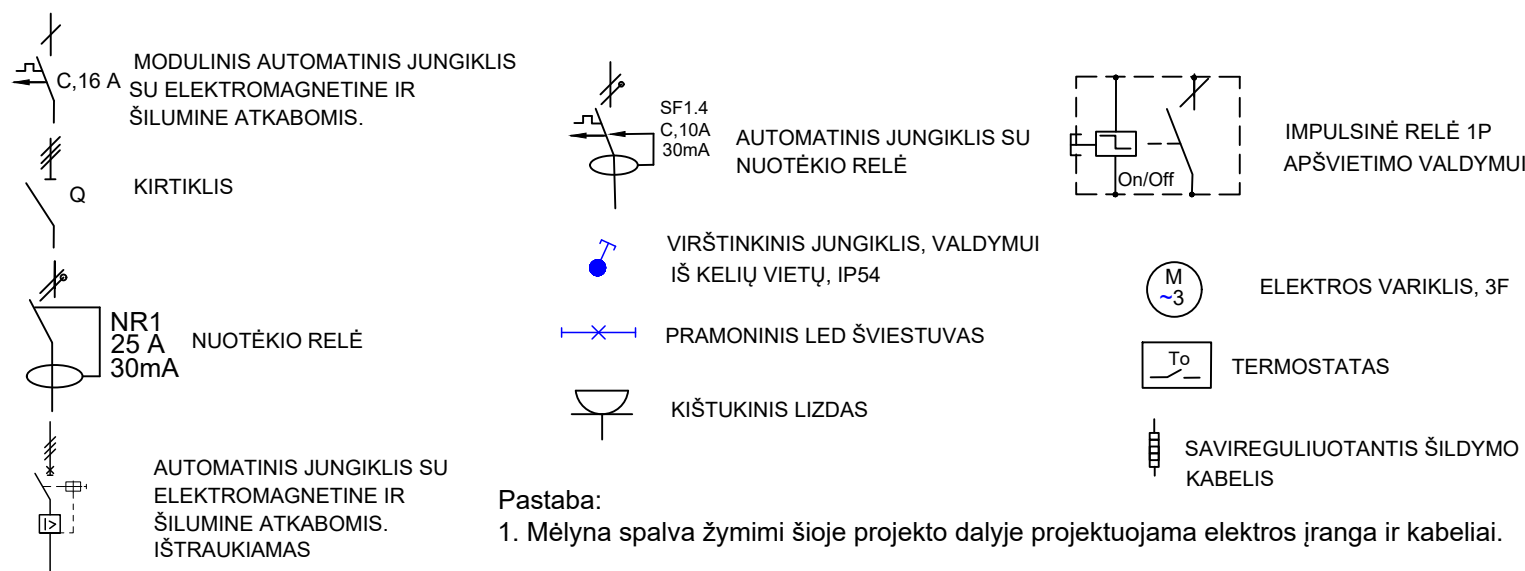 C,16 A
MODULINIS AUTOMATINIS JUNGIKLIS
SU ELEKTROMAGNETINE IR
ŠILUMINE ATKABOMIS.
Q
KIRTIKLIS
NR1
25 A
30mA
NUOTĖKIO RELĖ
I>
AUTOMATINIS JUNGIKLIS SU
ELEKTROMAGNETINE IR
ŠILUMINE ATKABOMIS.
IŠTRAUKIAMAS
SF1.4
C,10A
30mA
AUTOMATINIS JUNGIKLIS SU
NUOTĖKIO RELĖ
VIRŠTINKINIS JUNGIKLIS, VALDYMUI
IŠ KELIŲ VIETŲ, IP54
PRAMONINIS LED ŠVIESTUVAS
KIŠTUKINIS LIZDAS
On/Off
IMPULSINĖ RELĖ 1P
APŠVIETIMO VALDYMUI
M
~3
ELEKTROS VARIKLIS, 3F
To
TERMOSTATAS
SAVIREGULIUOTANTIS ŠILDYMO
KABELIS
Pastaba:
1. Mėlyna spalva žymimi šioje projekto dalyje projektuojama elektros įranga ir kabeliai.